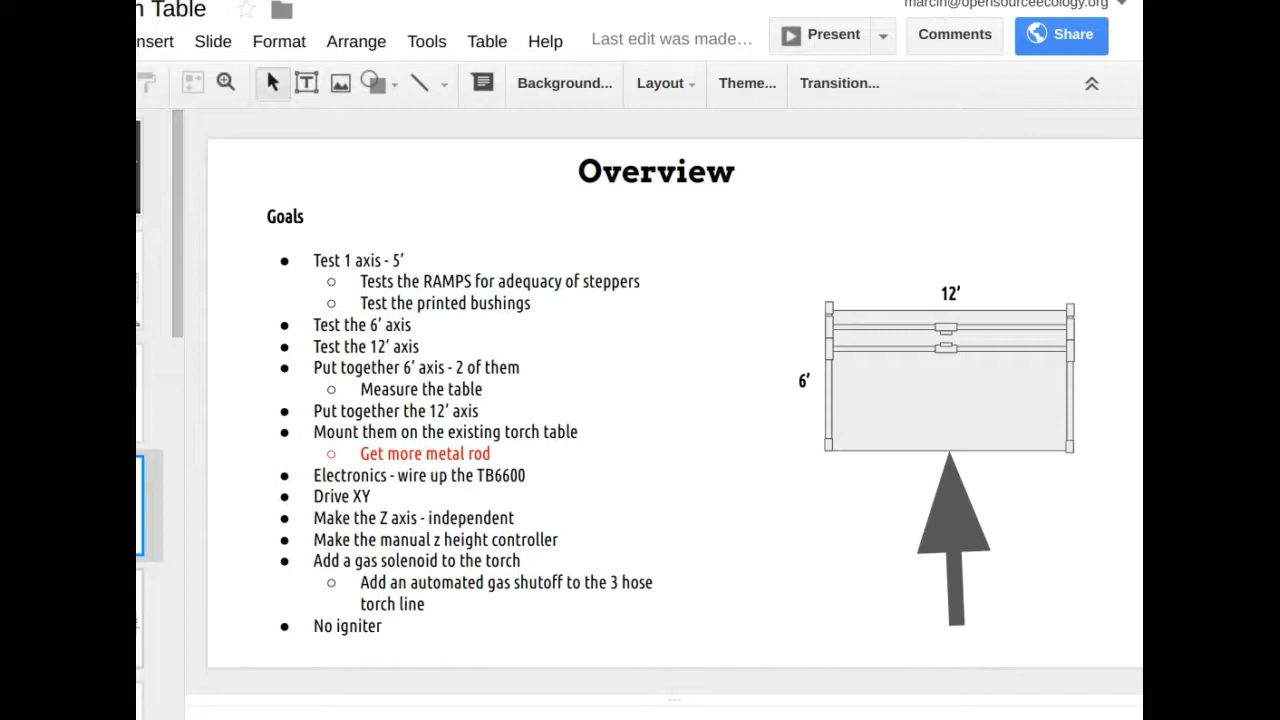 n Table
marcin@opensourceecology.org
nsert Slide Format Arrange Tools Table Help Last edit was made… Present Comments Share
Background... Layout Theme... Transition...
Overview
Goals
● Test 1 axis - 5’
○ Tests the RAMPS for adequacy of steppers
○ Test the printed bushings
● Test the 6’ axis
● Test the 12’ axis
● Put together 6’ axis - 2 of them
○ Measure the table
● Put together the 12’ axis
● Mount them on the existing torch table
○ Get more metal rod
● Electronics - wire up the TB6600
● Drive XY
● Make the Z axis - independent
● Make the manual z height controller
● Add a gas solenoid to the torch
○ Add an automated gas shutoff to the 3 hose
torch line
● No igniter
12’
6’